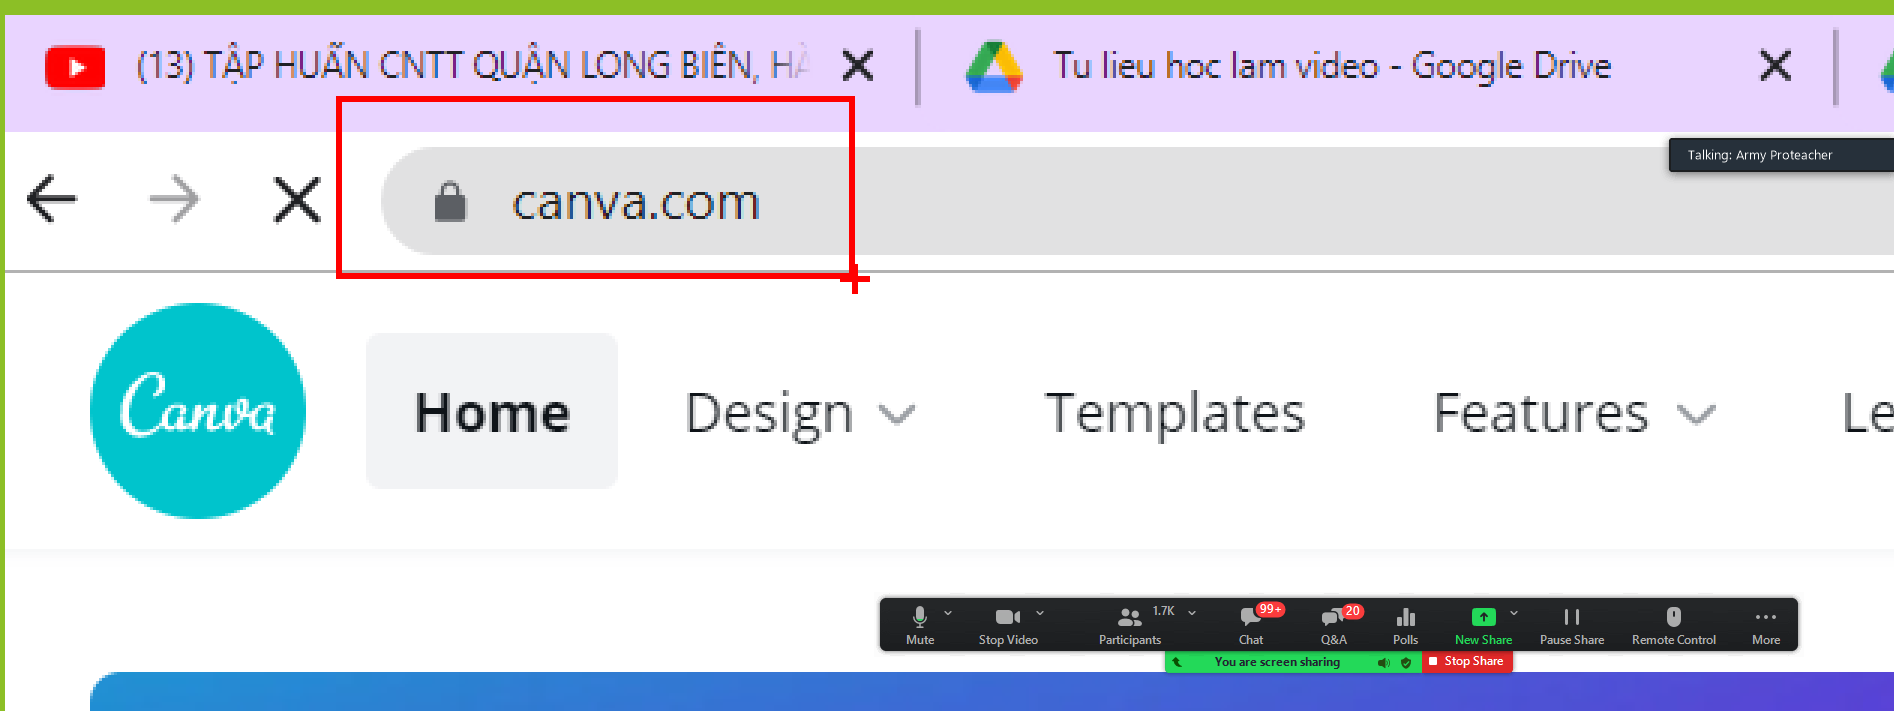 (13) TẬP HUẤN CNTT QUẬN LONG BIÊN, HÀ
Tu lieu hoc lam video - Google Drive
Talking: Army Proteacher
canva.com
Canva
Home Design Templates Features Le
1.7K 99+ 20
Mute Stop Video Participants Chat Q&A Polls New Share Pause Share Remote Control More
You are screen sharing Stop Share